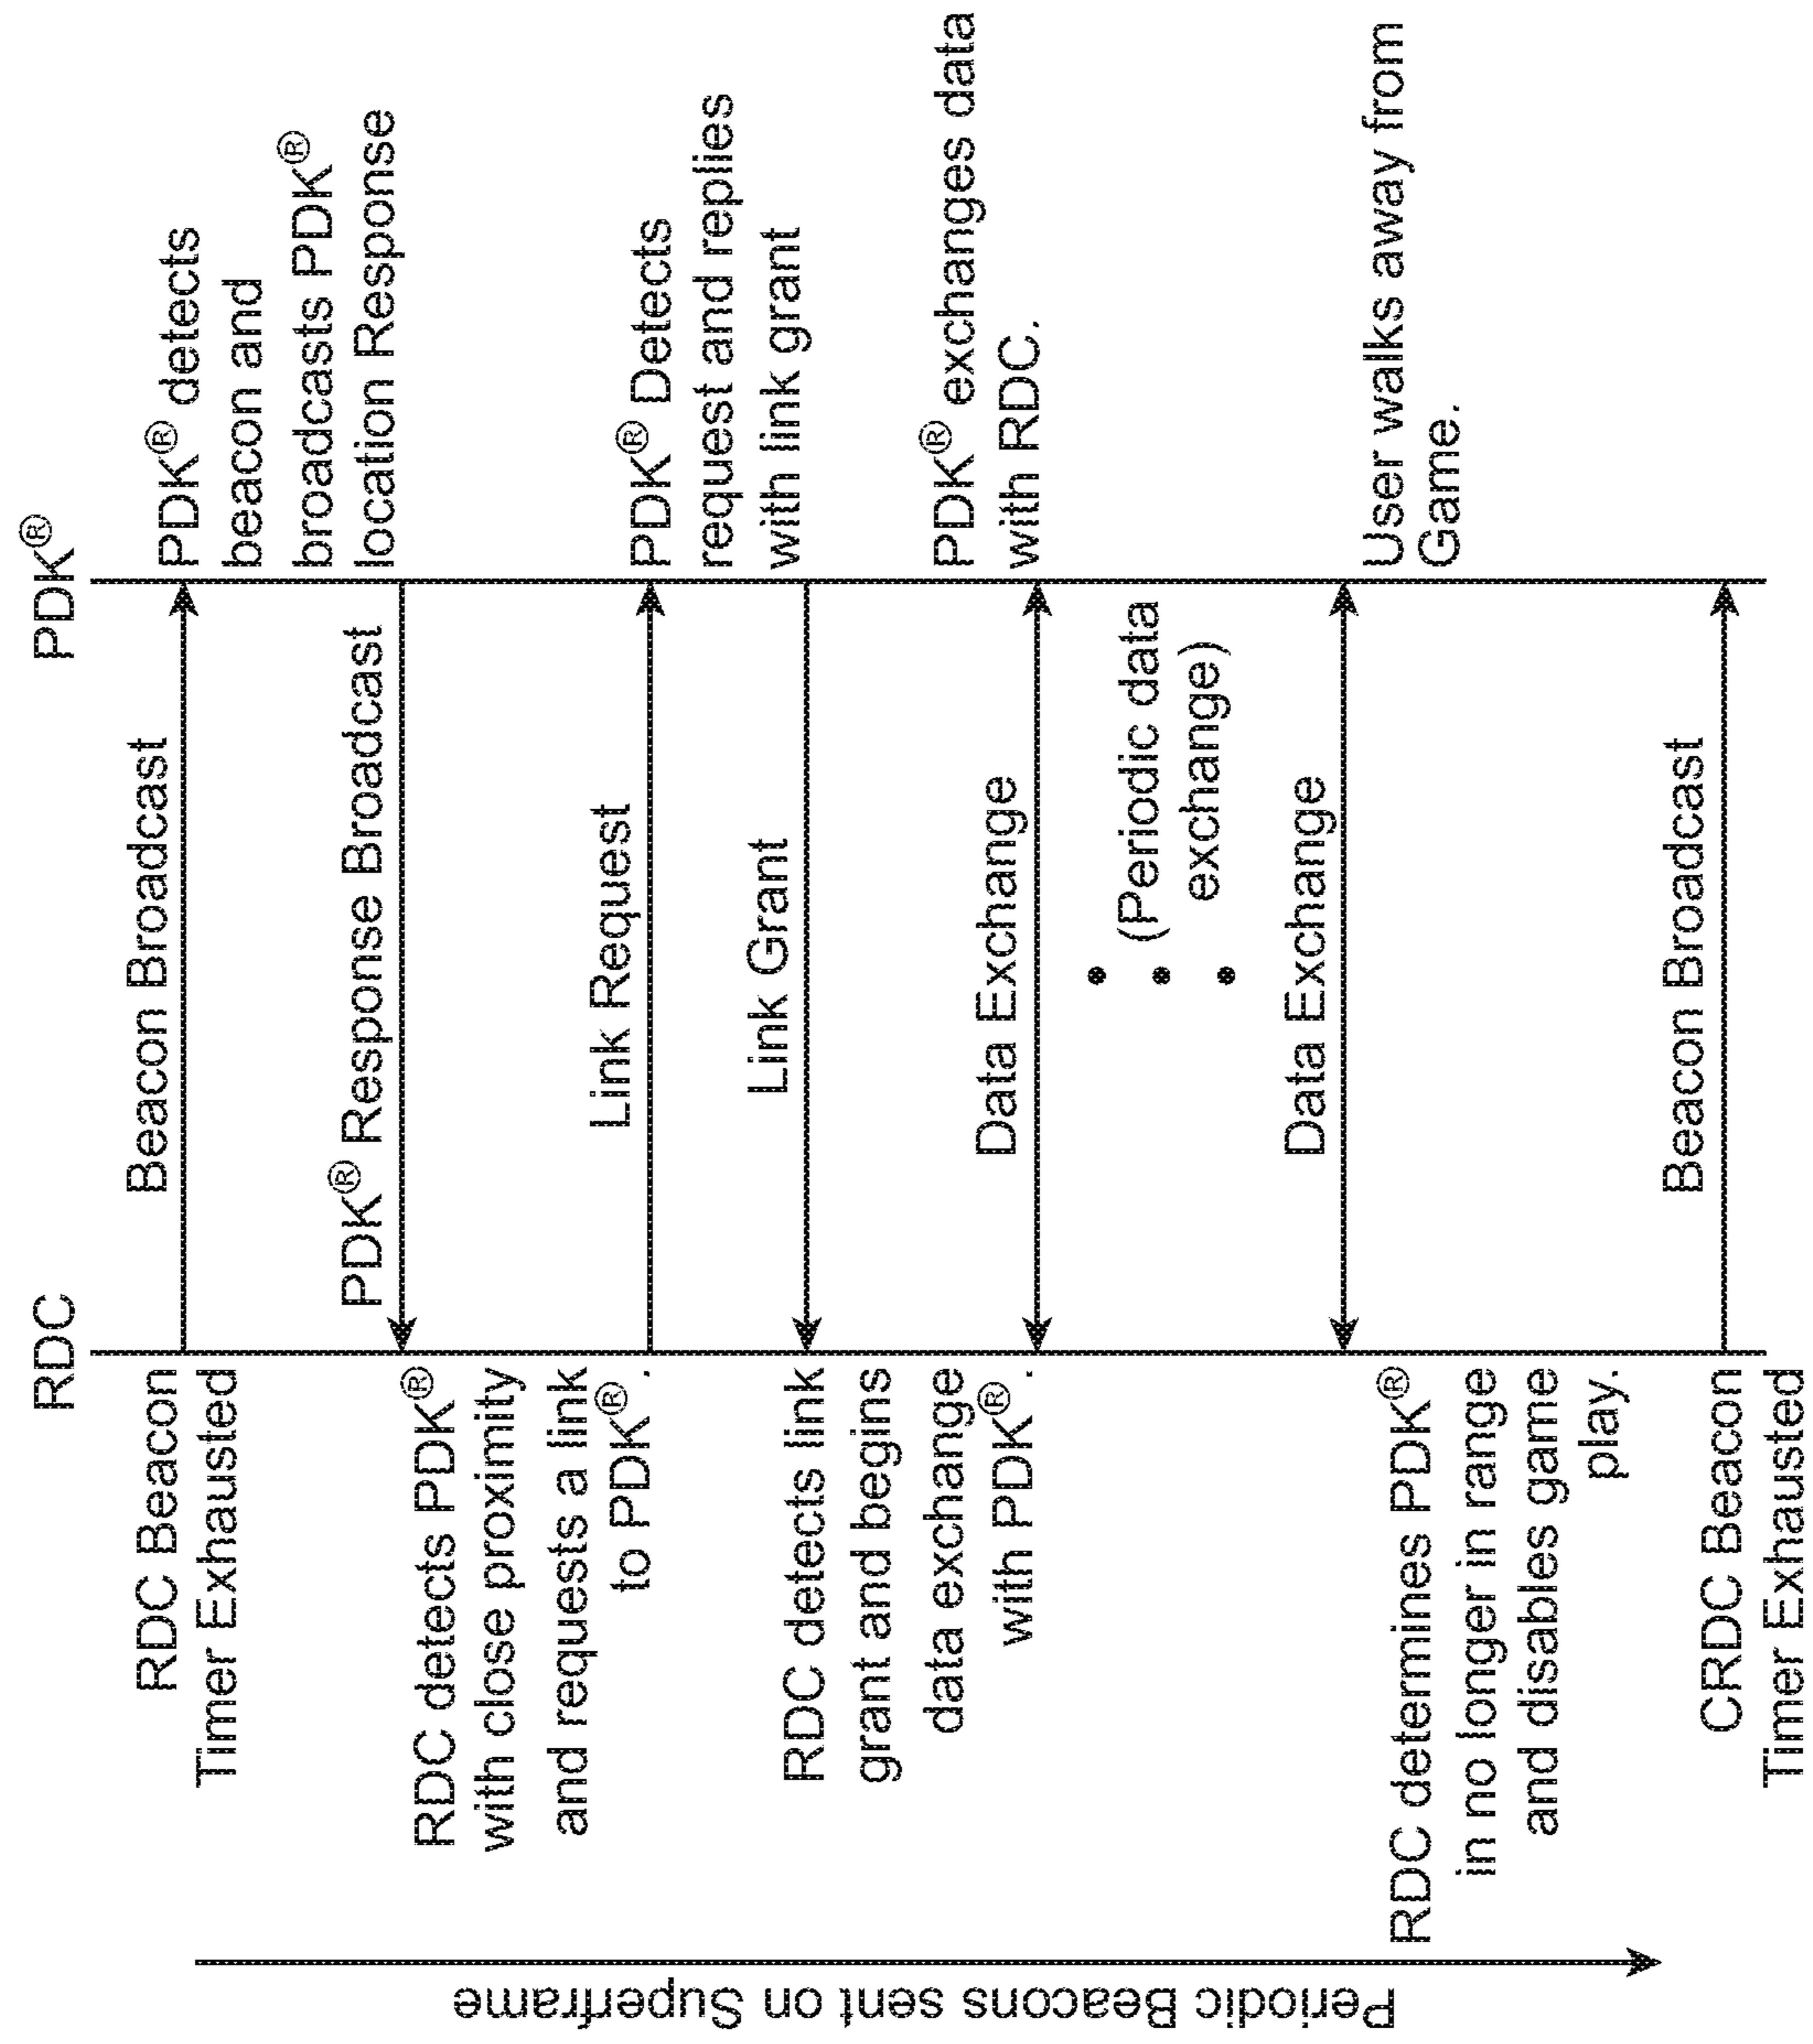 RDC
PDK®
RDC Beacon
Timer Exhausted
Beacon Broadcast
PDK® detects
beacon and
broadcasts PDK®
location Response
PDK® Response Broadcast
RDC detects PDK®
with close proximity
and requests a link
to PDK®.
Link Request
PDK® Detects
request and replies
with link grant
Link Grant
RDC detects link
grant and begins
data exchange
with PDK®.
Data Exchange
PDK® exchanges data
with RDC.
(Periodic data
exchange)
Data Exchange
User walks away from
Game.
RDC determines PDK®
in no longer in range
and disables game
play.
Beacon Broadcast
CRDC Beacon
Timer Exhausted
Periodic Beacons sent on Superframe